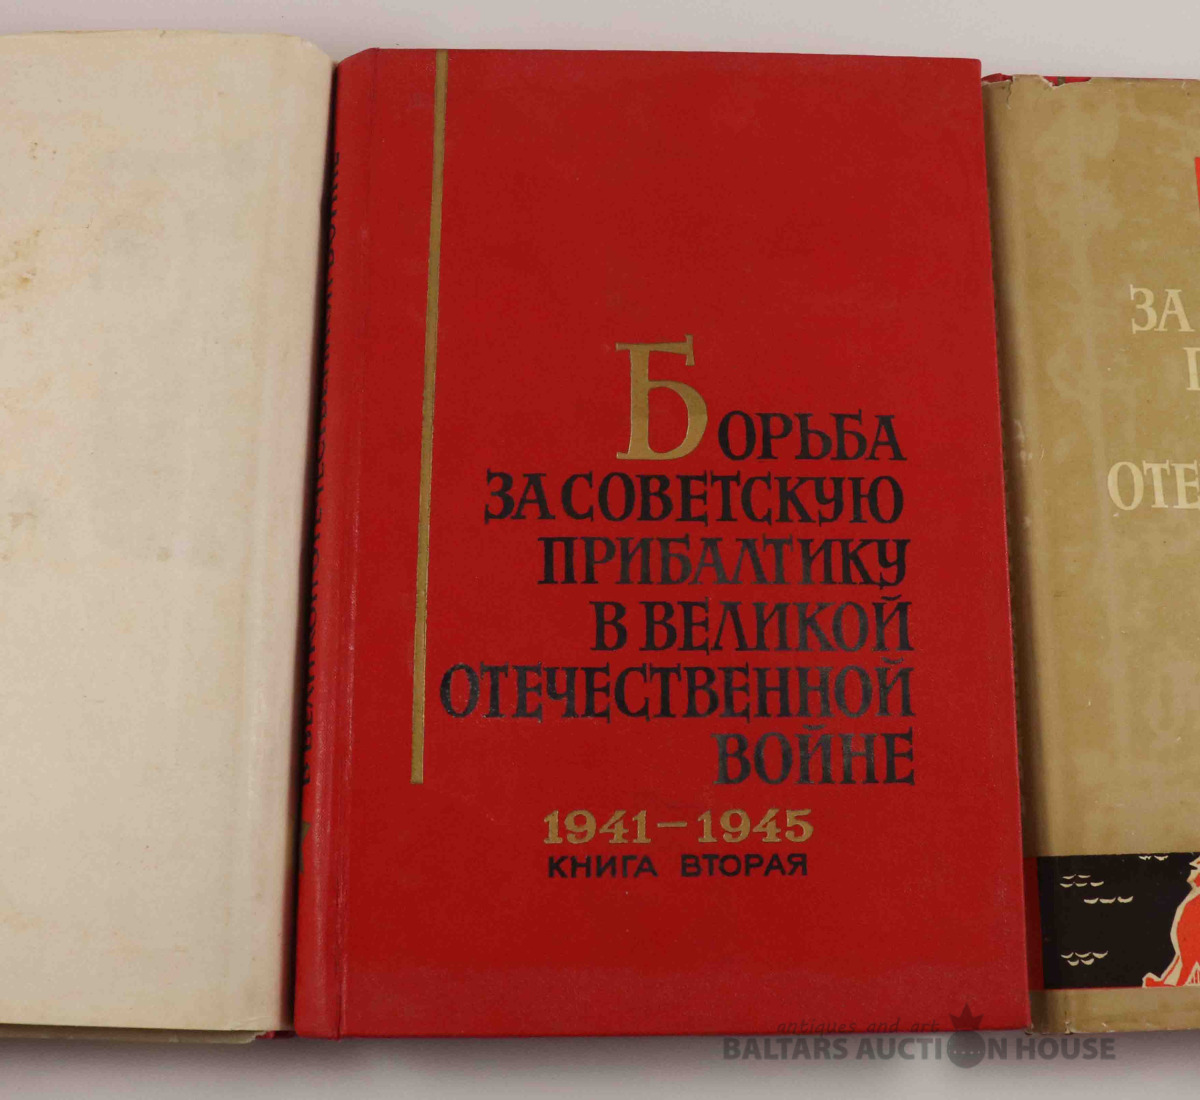 Борьба
за советскую
Прибалтику
в Великой
Отечественной
войне
1941–1945
КНИГА ВТОРАЯ
ЗА
ОТЕ
antiques and art
BALTARS AUCTION HOUSE